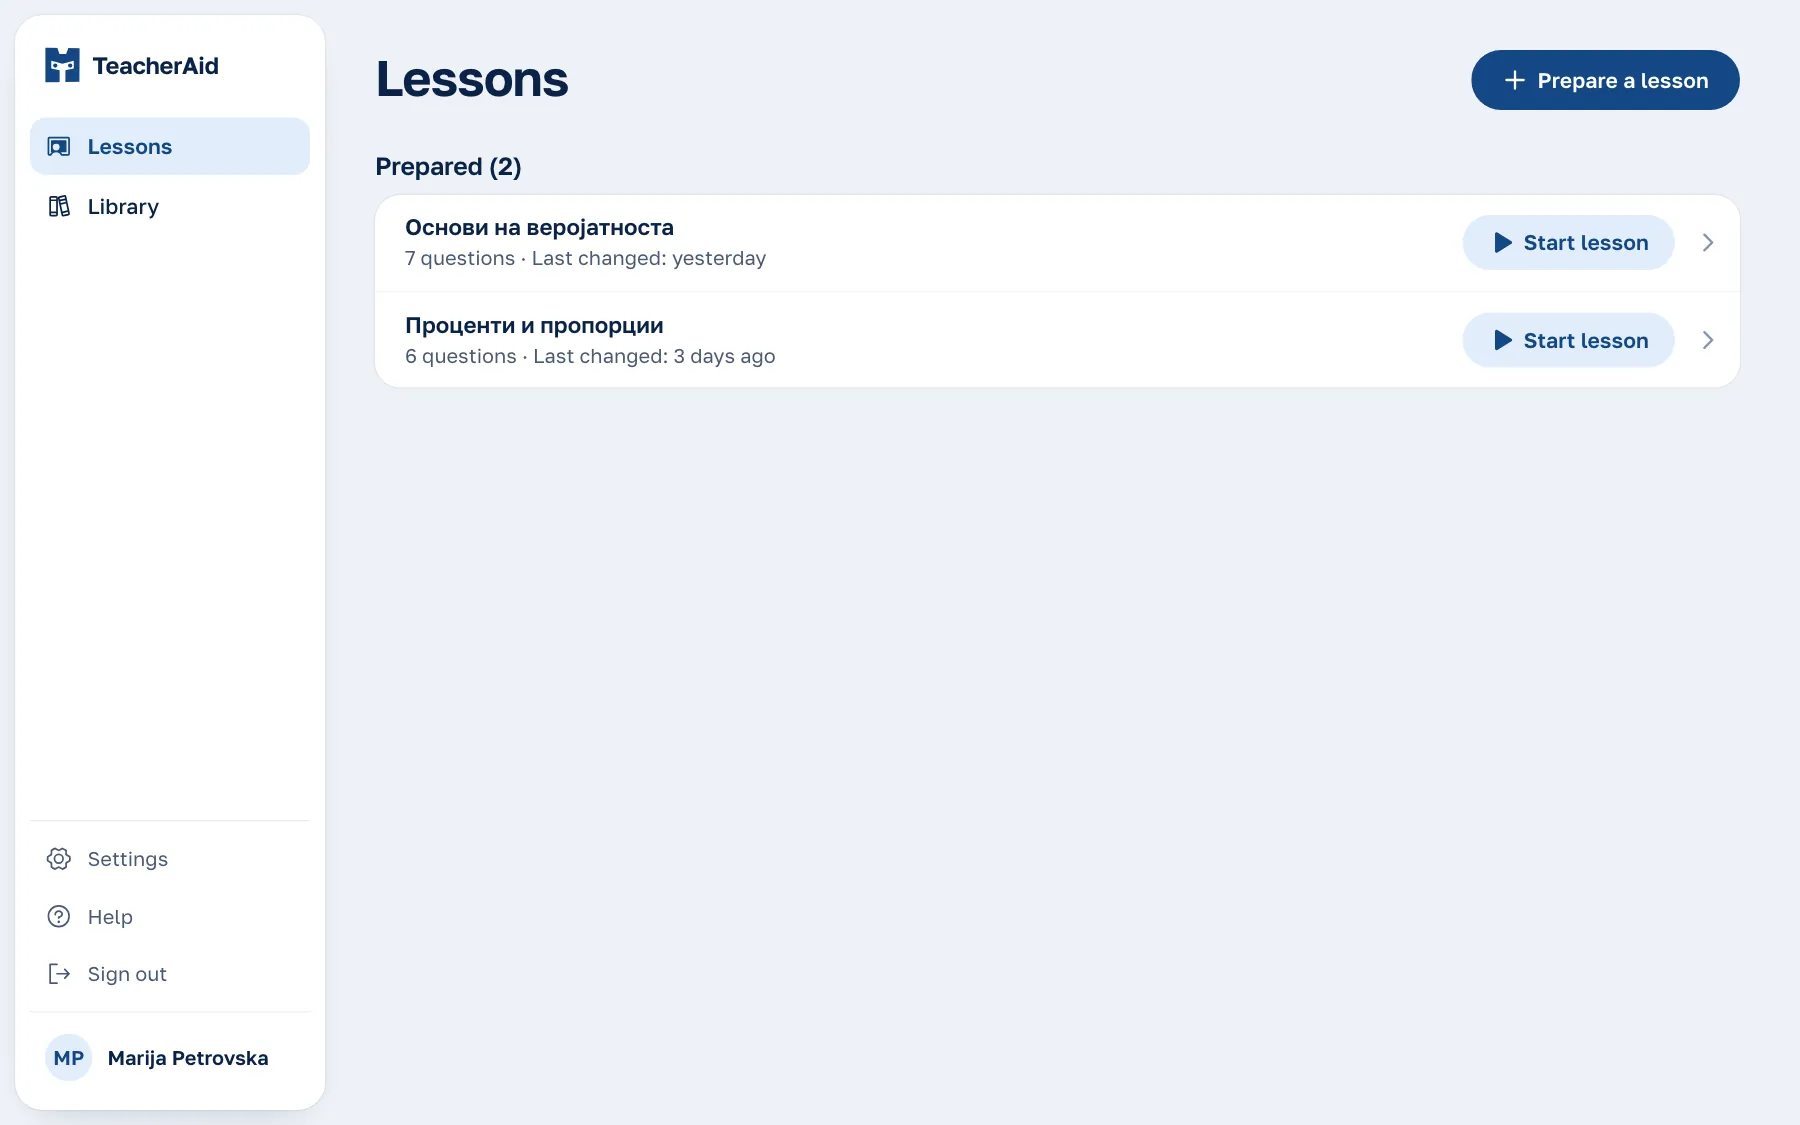 TeacherAid
Lessons
Library
Settings
Help
Sign out
MP
Marija Petrovska
Lessons
Prepare a lesson
Prepared (2)
Основи на веројатноста
7 questions · Last changed: yesterday
Start lesson
Проценти и пропорции
6 questions · Last changed: 3 days ago
Start lesson